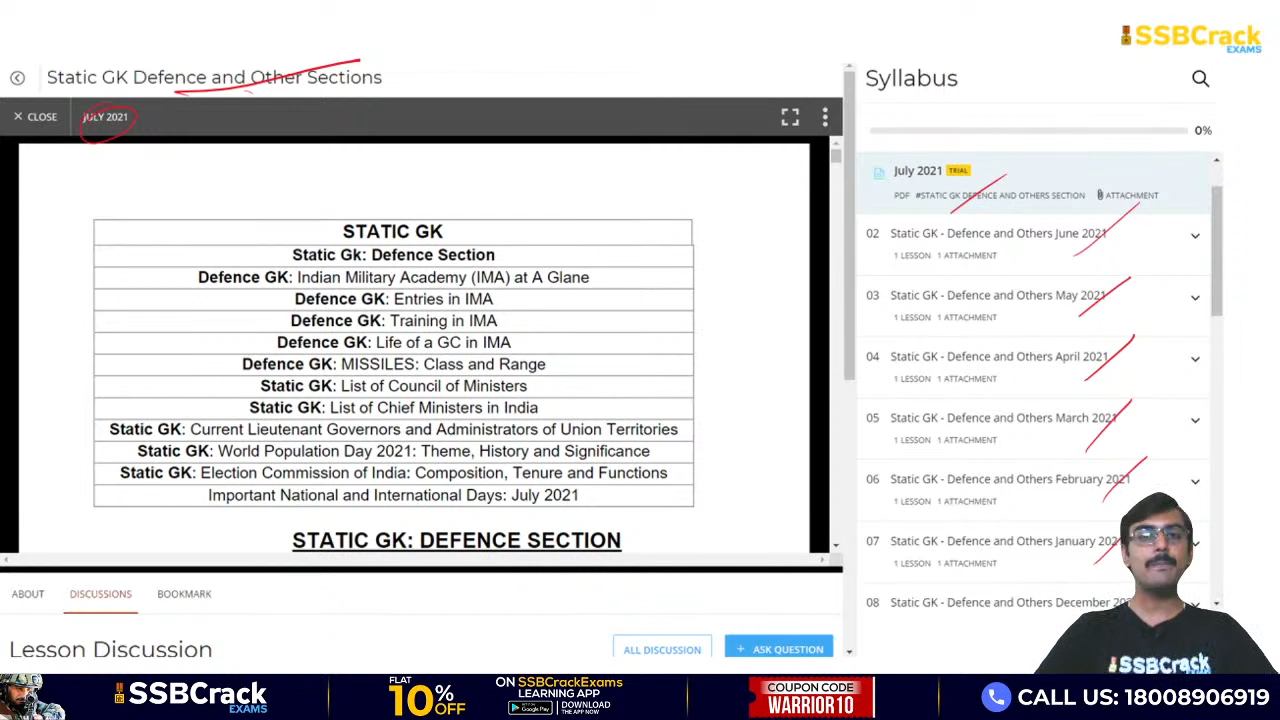 SSBCrack
EXAMS
Static GK Defence and Other Sections
Syllabus
× CLOSE
JULY 2021
0%
STATIC GK
Static Gk: Defence Section
Defence GK: Indian Military Academy (IMA) at A Glane
Defence GK: Entries in IMA
Defence GK: Training in IMA
Defence GK: Life of a GC in IMA
Defence GK: MISSILES: Class and Range
Static GK: List of Council of Ministers
Static GK: List of Chief Ministers in India
Static GK: Current Lieutenant Governors and Administrators of Union Territories
Static GK: World Population Day 2021: Theme, History and Significance
Static GK: Election Commission of India: Composition, Tenure and Functions
Important National and International Days: July 2021
STATIC GK: DEFENCE SECTION
July 2021 TRIAL
PDF #STATIC GK DEFENCE AND OTHERS SECTION ATTACHMENT
02 Static GK - Defence and Others June 2021
1 LESSON 1 ATTACHMENT
03 Static GK - Defence and Others May 2021
1 LESSON 1 ATTACHMENT
04 Static GK - Defence and Others April 2021
1 LESSON 1 ATTACHMENT
05 Static GK - Defence and Others March 2021
1 LESSON 1 ATTACHMENT
06 Static GK - Defence and Others February 2021
1 LESSON 1 ATTACHMENT
07 Static GK - Defence and Others January 202
1 LESSON 1 ATTACHMENT
08 Static GK - Defence and Others December
ABOUT
DISCUSSIONS
BOOKMARK
Lesson Discussion
ALL DISCUSSION
+ ASK QUESTION
SSBCrack
SSBCrack
EXAMS
FLAT
10% OFF
ON SSBCrackExams
LEARNING APP
Google Play
DOWNLOAD
THE APP NOW
COUPON CODE
WARRIOR10
CALL US: 18008906919